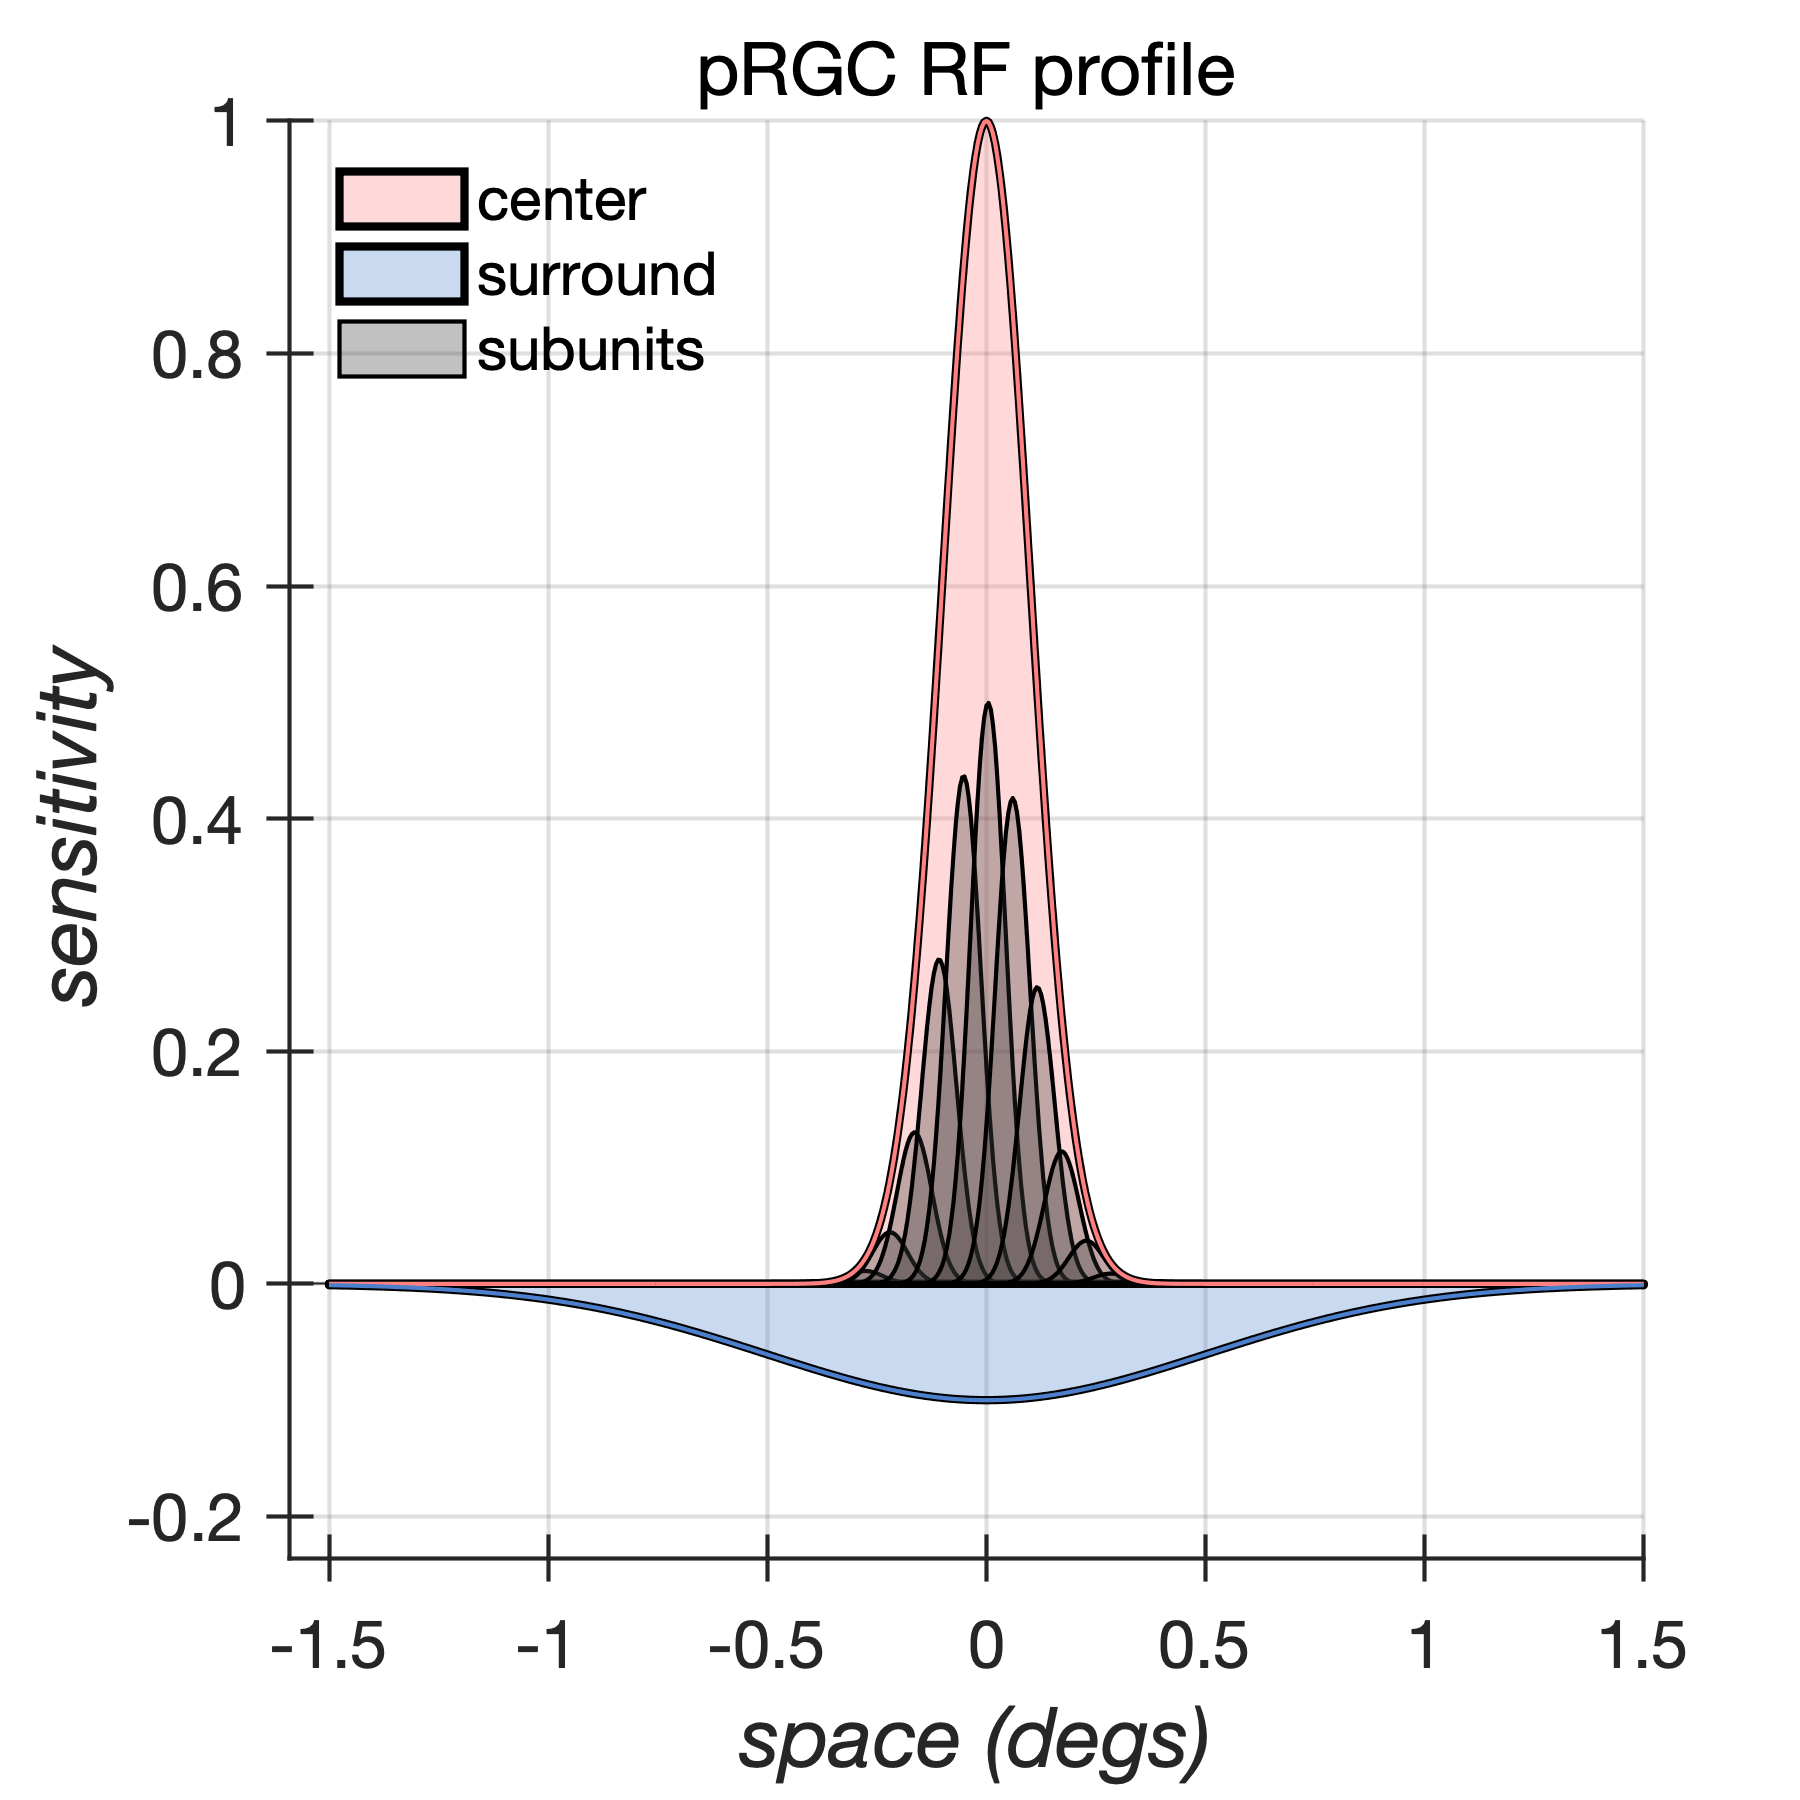 pRGC RF profile
center
surround
subunits
1
0.8
0.6
0.4
0.2
0
-0.2
sensitivity
-1.5 -1 -0.5 0 0.5 1 1.5
space (degs)